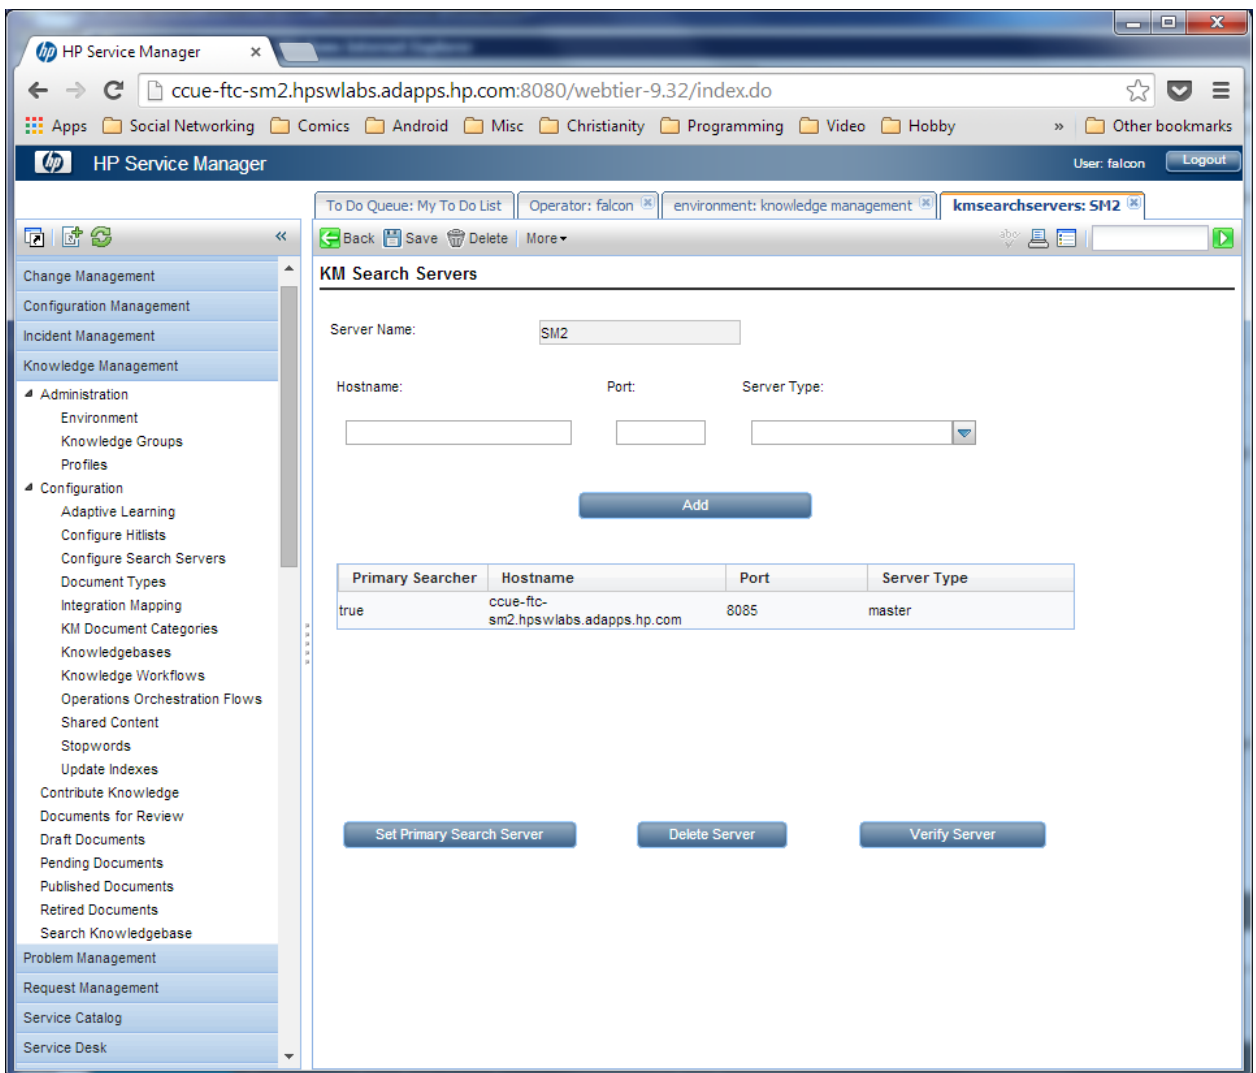 HP Service Manager
ccue-ftc-sm2.hpswlabs.adapps.hp.com:8080/webtier-9.32/index.do
Apps Social Networking Comics Android Misc Christianity Programming Video Hobby » Other bookmarks
hp HP Service Manager User: falcon Logout
To Do Queue: My To Do List Operator: falcon environment: knowledge management kmsearchservers: SM2
« Back Save Delete More abc
Change Management
Configuration Management
Incident Management
Knowledge Management
Administration
Environment
Knowledge Groups
Profiles
Configuration
Adaptive Learning
Configure Hitlists
Configure Search Servers
Document Types
Integration Mapping
KM Document Categories
Knowledgebases
Knowledge Workflows
Operations Orchestration Flows
Shared Content
Stopwords
Update Indexes
Contribute Knowledge
Documents for Review
Draft Documents
Pending Documents
Published Documents
Retired Documents
Search Knowledgebase
Problem Management
Request Management
Service Catalog
Service Desk
KM Search Servers
Server Name: SM2
Hostname: Port: Server Type:
Add
Primary Searcher Hostname Port Server Type
true ccue-ftc-sm2.hpswlabs.adapps.hp.com 8085 master
Set Primary Search Server Delete Server Verify Server